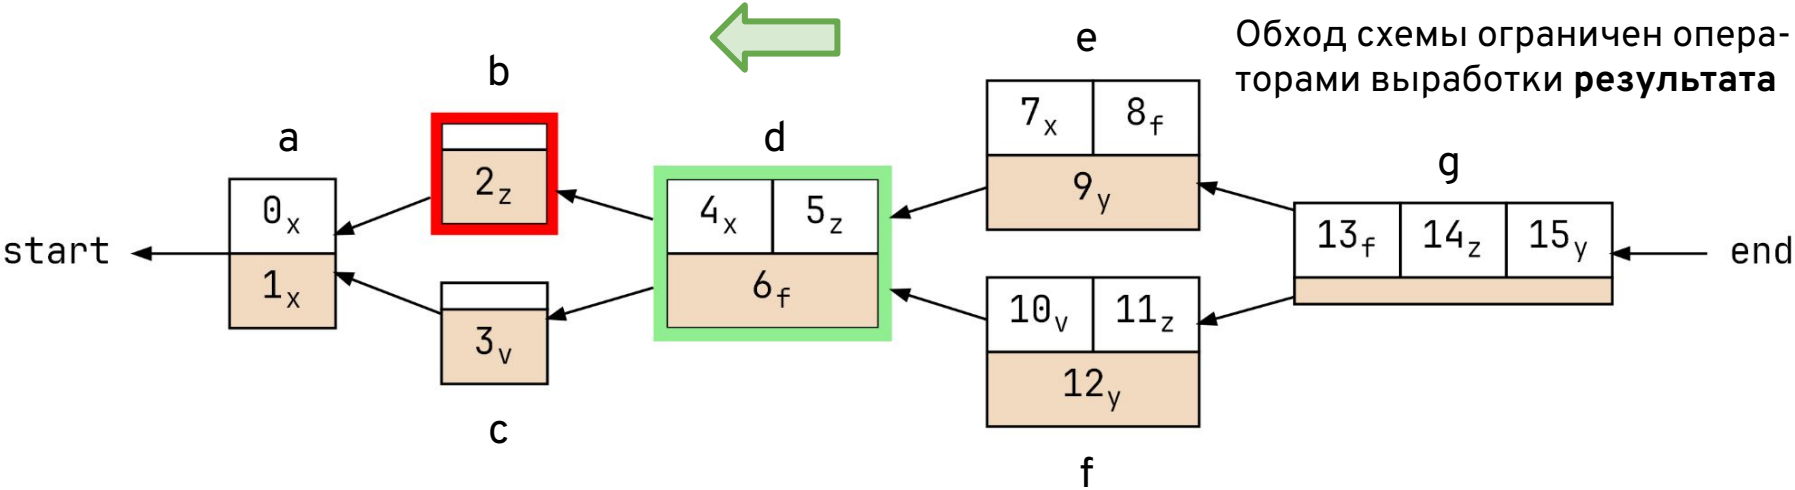 e
Обход схемы ограничен опера-
торами выработки результата
b
7x 8f
a
d
2z
9y
g
0x
4x 5z
13f 14z 15y
start
end
1x
6f
10v 11z
3v
12y
c
f